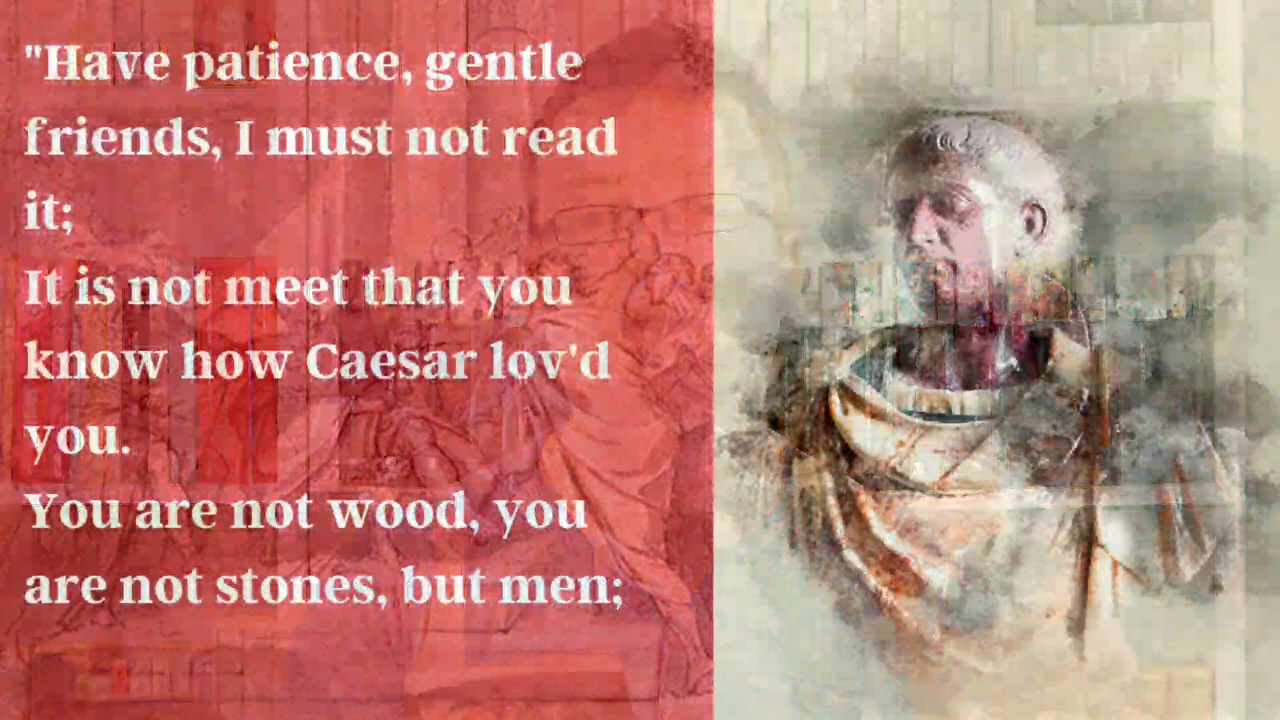 "Have patience, gentle
friends, I must not read
it;
It is not meet that you
know how Caesar lov'd
you.
You are not wood, you
are not stones, but men;